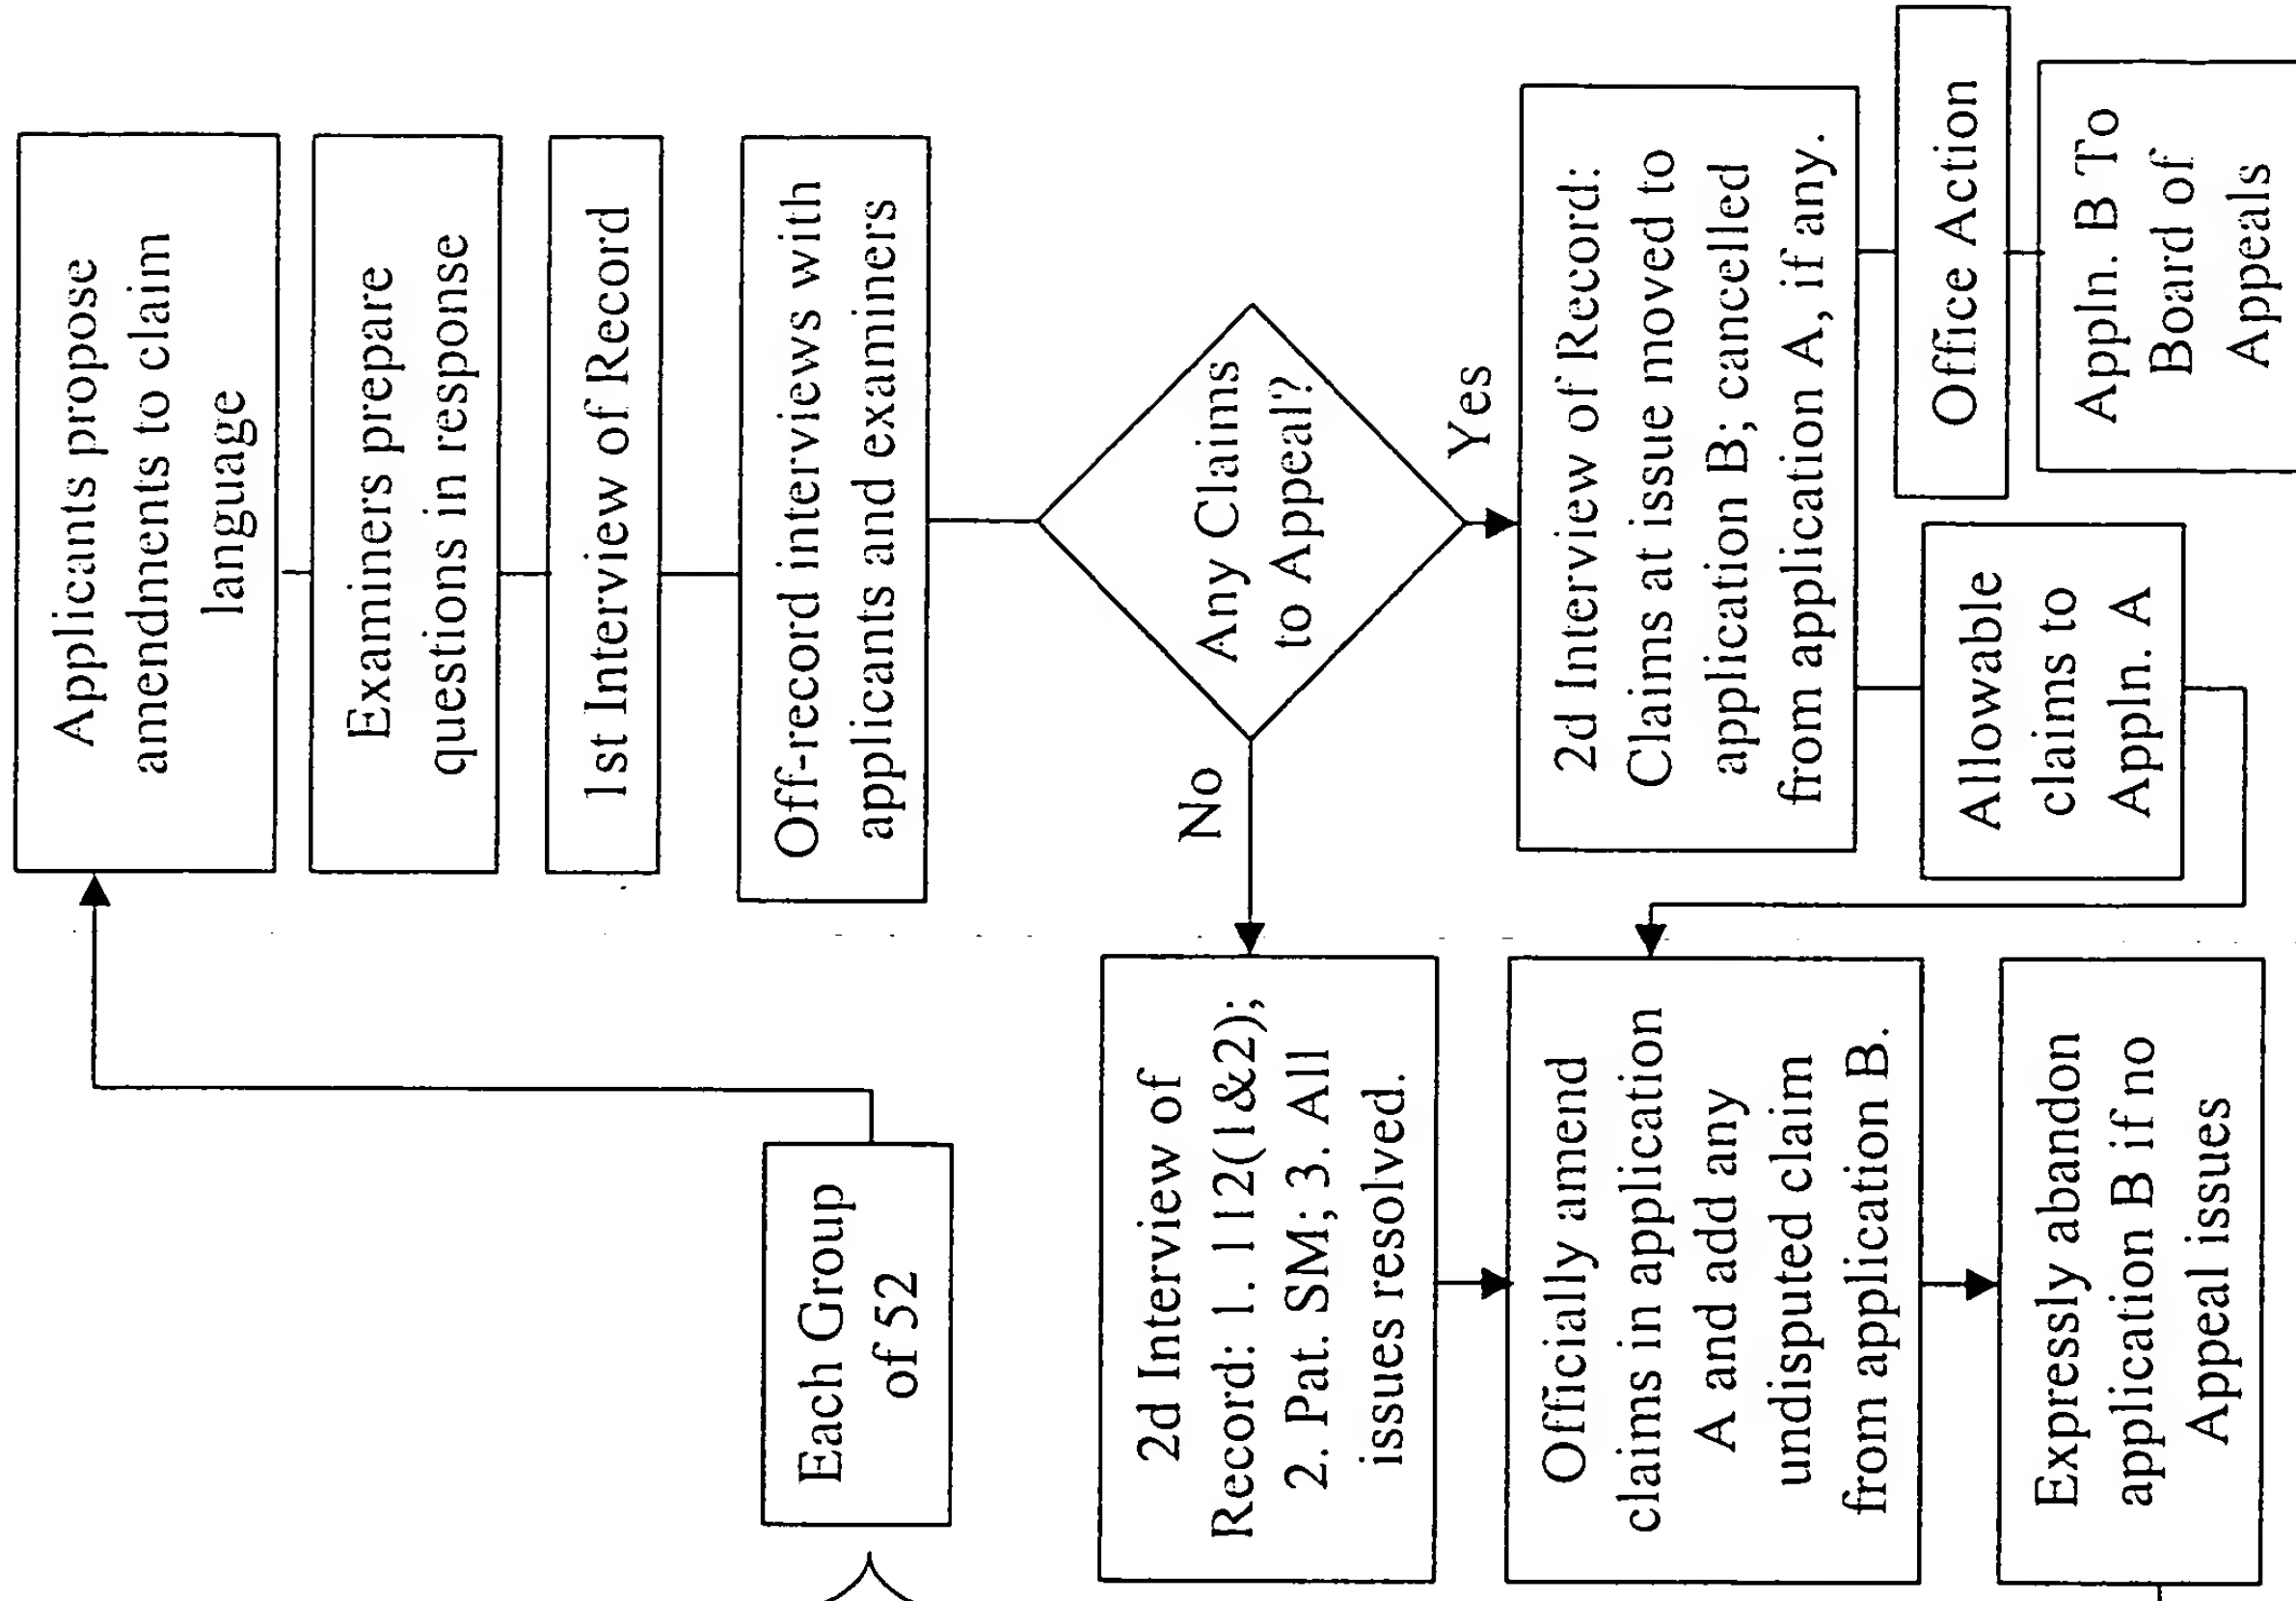 Applicants propose
amendments to claim
language
Examiners prepare
questions in response
1st Interview of Record
Off-record interviews with
applicants and examiners
Each Group
of 52
Any Claims
to Appeal?
No
Yes
2d Interview of
Record: 1. 112(1&2);
2. Pat. SM; 3. All
issues resolved.
2d Interview of Record:
Claims at issue moved to
application B; cancelled
from application A, if any.
Officially amend
claims in application
A and add any
undisputed claim
from application B.
Allowable
claims to
Appln. A
Office Action
Appln. B To
Board of
Appeals
Expressly abandon
application B if no
Appeal issues